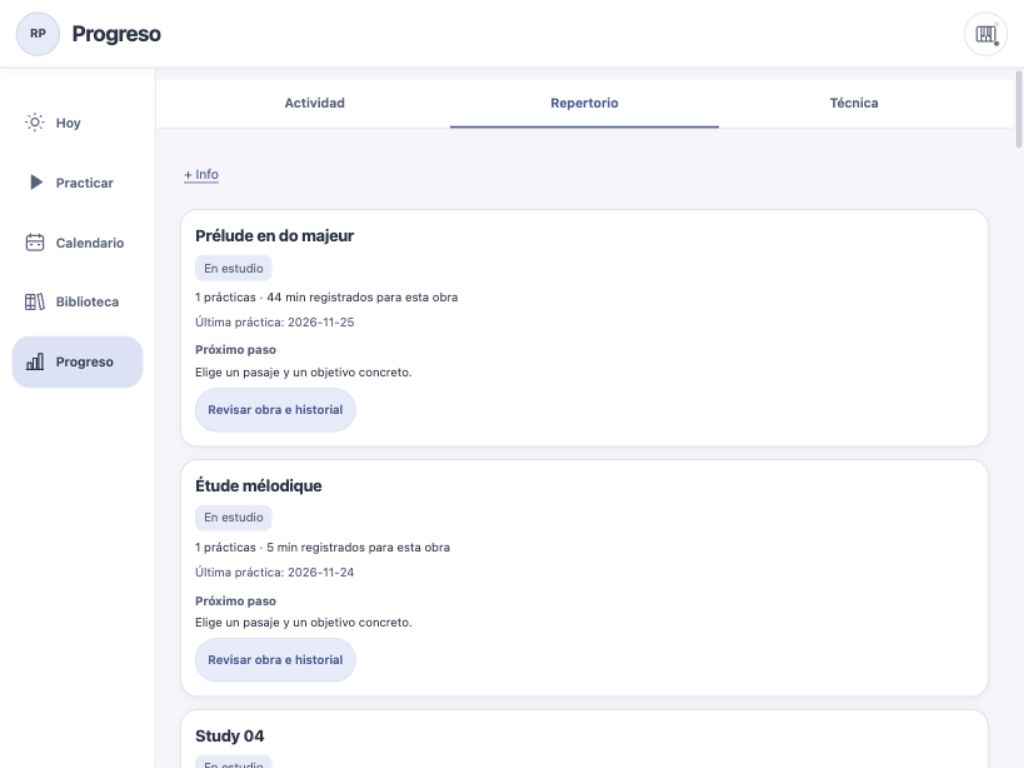 RP
Progreso
Hoy
Practicar
Calendario
Biblioteca
Progreso
Actividad
Repertorio
Técnica
+ Info
Prélude en do majeur
En estudio
1 prácticas · 44 min registrados para esta obra
Última práctica: 2026-11-25
Próximo paso
Elige un pasaje y un objetivo concreto.
Revisar obra e historial
Étude mélodique
En estudio
1 prácticas · 5 min registrados para esta obra
Última práctica: 2026-11-24
Próximo paso
Elige un pasaje y un objetivo concreto.
Revisar obra e historial
Study 04
En estudio